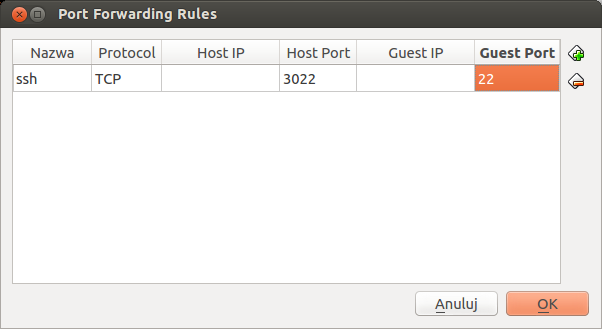 Port Forwarding Rules
Nazwa Protocol Host IP Host Port Guest IP Guest Port
ssh TCP 3022 22
Anuluj OK